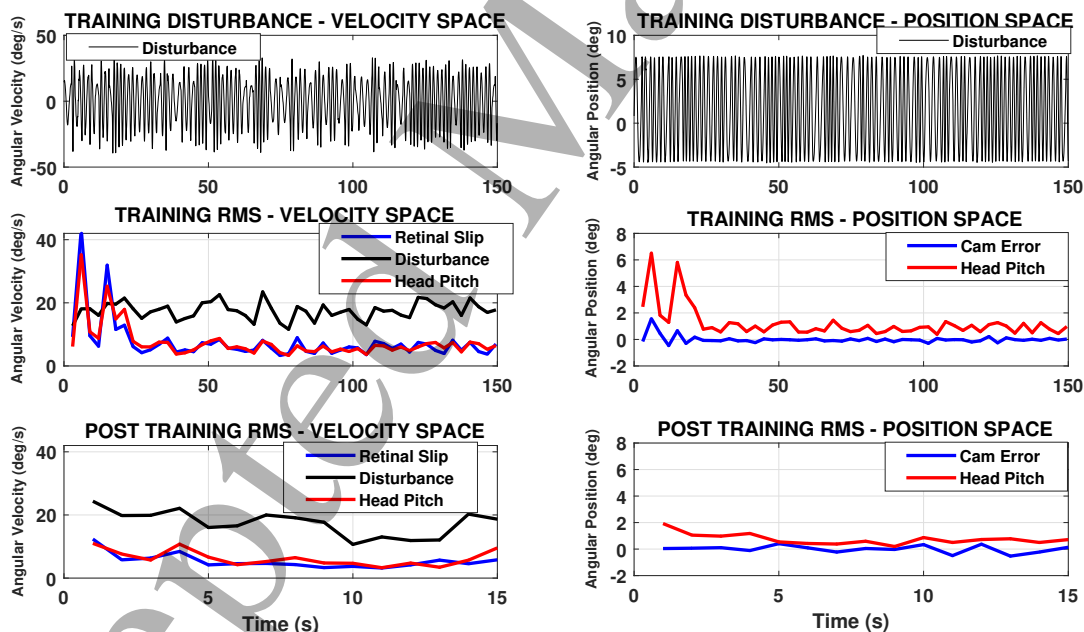 TRAINING DISTURBANCE - VELOCITY SPACE
Angular Velocity (deg/s)
50
0
-50
Disturbance
0 50 100 150
TRAINING DISTURBANCE - POSITION SPACE
Angular Position (deg)
10
5
0
-5
Disturbance
0 50 100 150
TRAINING RMS - VELOCITY SPACE
Angular Velocity (deg/s)
40
20
0
Retinal Slip
Disturbance
Head Pitch
0 50 100 150
TRAINING RMS - POSITION SPACE
Angular Position (deg)
8
6
4
2
0
-2
Cam Error
Head Pitch
0 50 100 150
POST TRAINING RMS - VELOCITY SPACE
Angular Velocity (deg/s)
40
20
0
Retinal Slip
Disturbance
Head Pitch
0 5 10 15
Time (s)
POST TRAINING RMS - POSITION SPACE
Angular Position (deg)
8
6
4
2
0
-2
Cam Error
Head Pitch
0 5 10 15
Time (s)